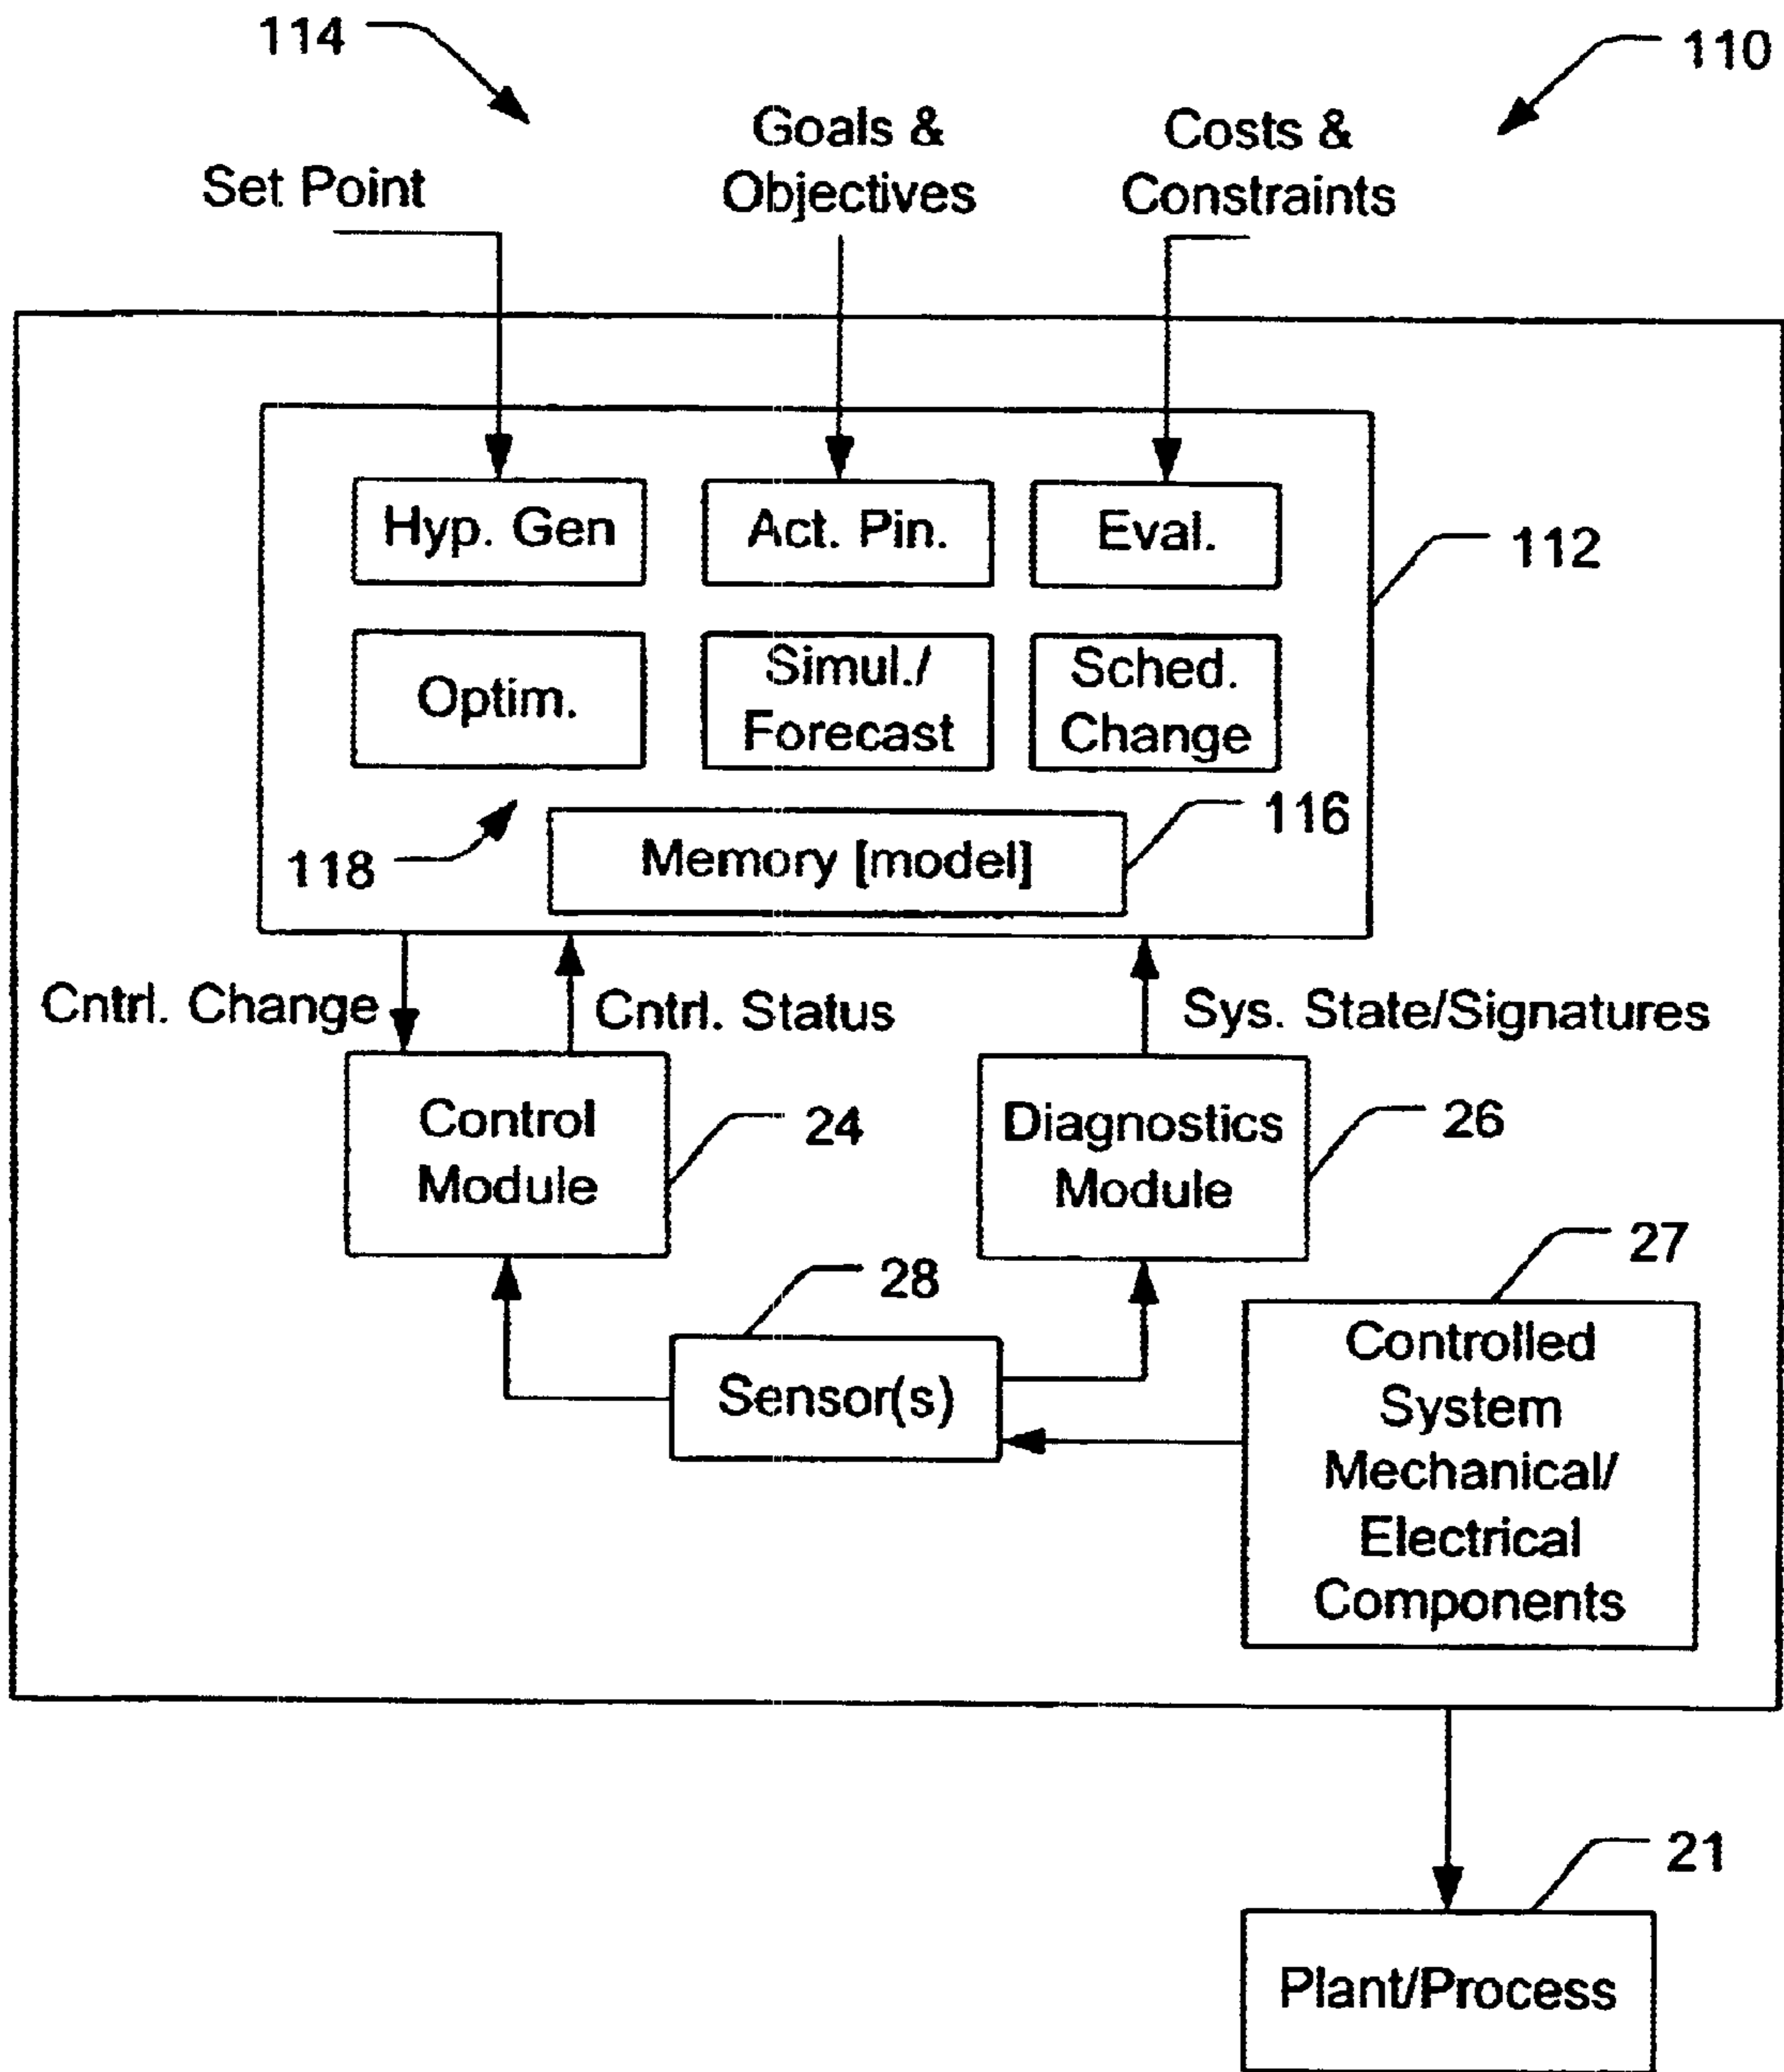 114
110
Set Point
Goals &
Objectives
Costs &
Constraints
Hyp. Gen
Act. Pin.
Eval.
112
Optim.
Simul./
Forecast
Sched.
Change
118
Memory [model]
116
Cntrl. Change
Cntrl. Status
Sys. State/Signatures
Control
Module
24
Diagnostics
Module
26
28
Sensor(s)
27
Controlled
System
Mechanical/
Electrical
Components
21
Plant/Process